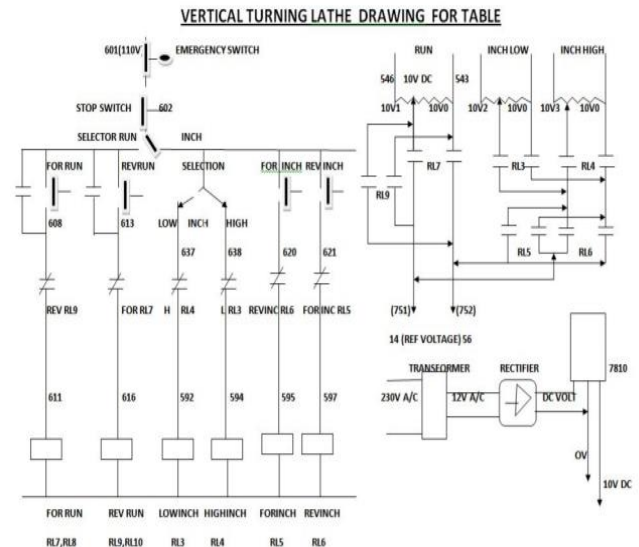 VERTICAL TURNING LATHE DRAWING FOR TABLE
601(110V) EMERGENCY SWITCH
STOP SWITCH 602
SELECTOR RUN INCH
FOR RUN REVRUN SELECTION FOR INCH REV INCH
608 613 LOW INCH HIGH
637 638 620 621
REV RL9 FOR RL7 H RL4 L RL3 REVINC RL6 FOR INC RL5
611 616 592 594 595 597
FOR RUN REV RUN LOWINCH HIGHINCH FORINCH REVINCH
RL7,RL8 RL9,RL10 RL3 RL4 RL5 RL6
RUN INCH LOW INCH HIGH
546 10V DC 543
10V1 10V0 10V2 10V0 10V3 10V0
RL7 RL3 RL4
RL9
RL5 RL6
(751) (752)
14 (REF VOLTAGE) 56
TRANSEORMER RECTIFIER 7810
230V A/C 12V A/C DC VOLT
OV
10V DC